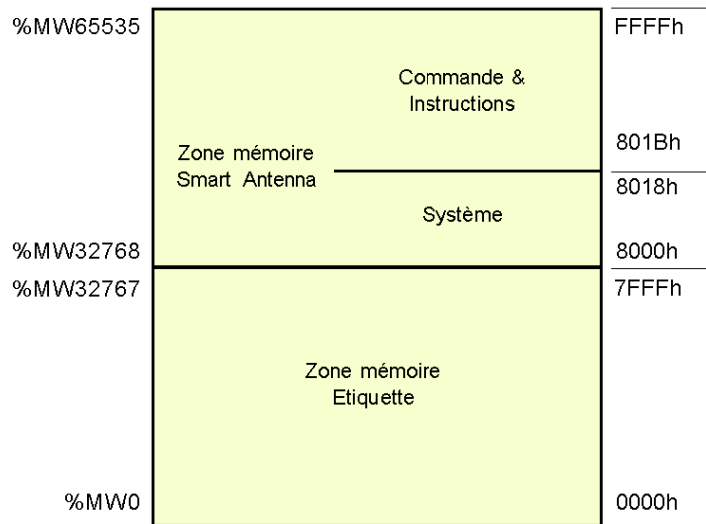 %MW65535
FFFFh
Commande &
Instructions
801Bh
Zone mémoire
Smart Antenna
8018h
Système
%MW32768
8000h
%MW32767
7FFFh
Zone mémoire
Etiquette
%MW0
0000h